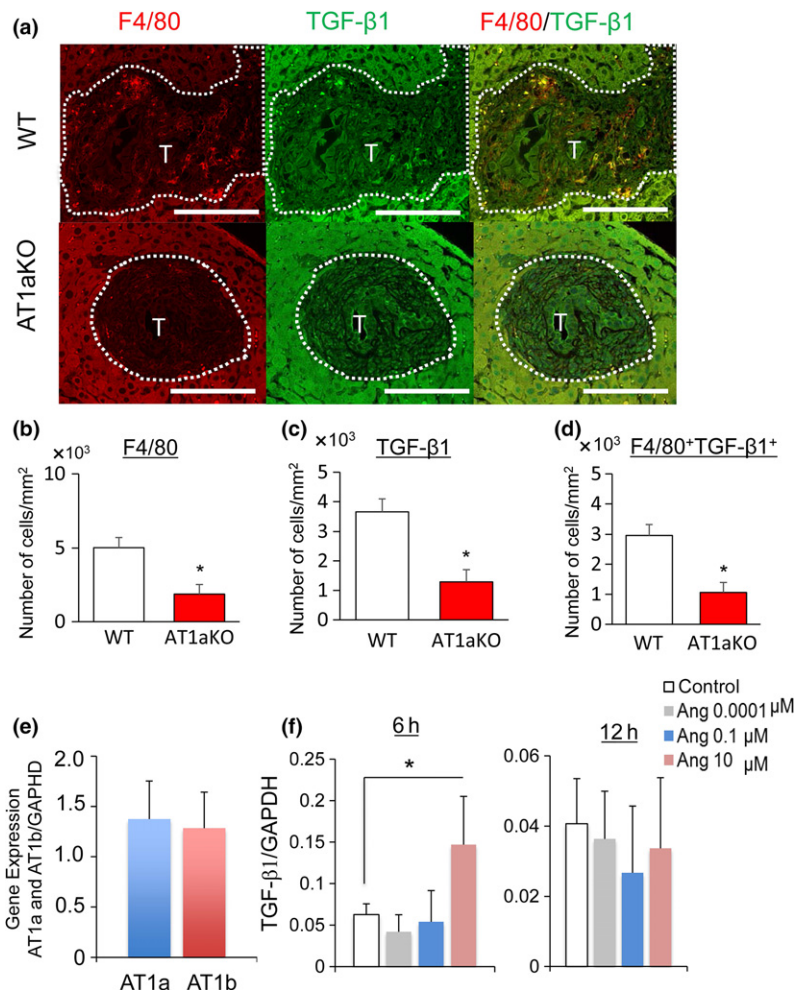 (a) F4/80 TGF-β1 F4/80/TGF-β1
WT
T T T
AT1aKO
T T T
(b) (c) (d)
×10³ F4/80
×10³ TGF-β1
×10³ F4/80⁺TGF-β1⁺
Number of cells/mm²
10
5
0
WT AT1aKO
*
Number of cells/mm²
5
4
3
2
1
0
WT AT1aKO
*
Number of cells/mm²
5
4
3
2
1
0
WT AT1aKO
*
(e)
Gene Expression
AT1a and AT1b/GAPHD
2.0
1.5
1.0
0.5
0
AT1a AT1b
(f)
6 h
TGF-β1/GAPDH
0.25
0.2
0.15
0.1
0.05
0
*
12 h
0.06
0.04
0.02
0
Control
Ang 0.0001 µM
Ang 0.1 µM
Ang 10 µM